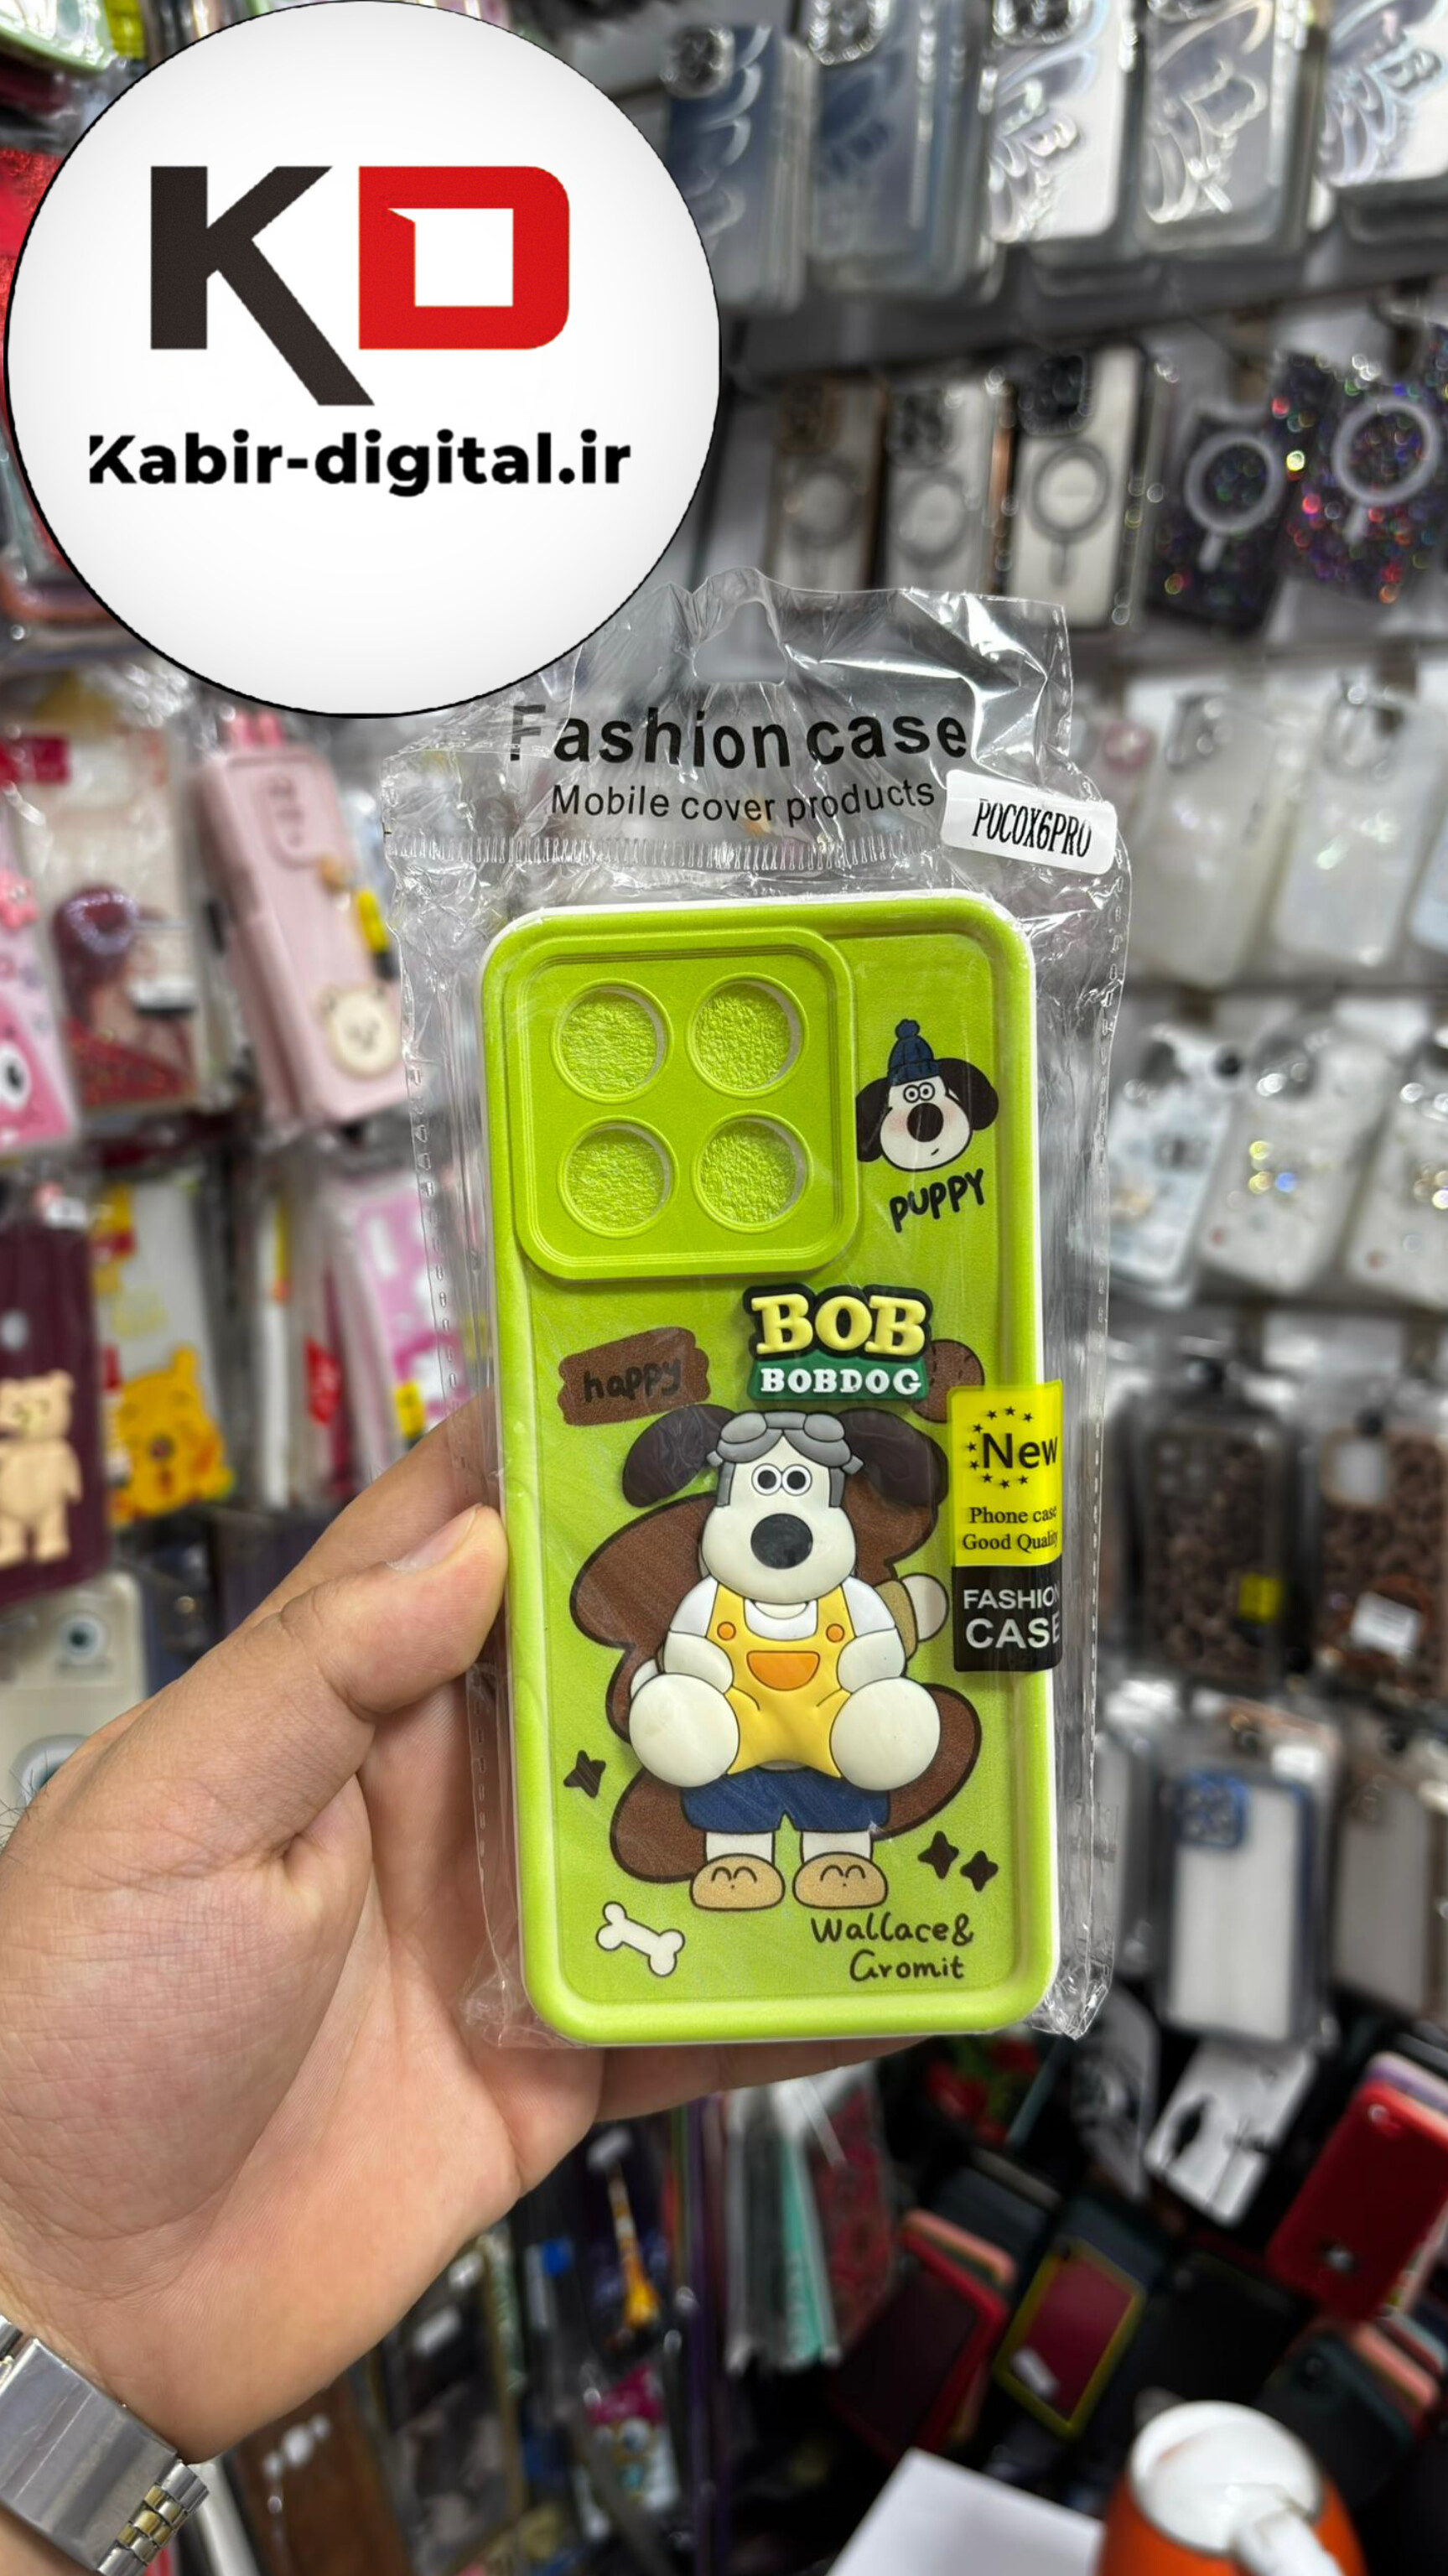 KD
Kabir-digital.ir
Fashion case
Mobile cover products
POCOX6PRO
PUPPY
BOB
BOBDOG
happy
New
Phone case
Good Quality
FASHION
CASE
Wallace&
Gromit